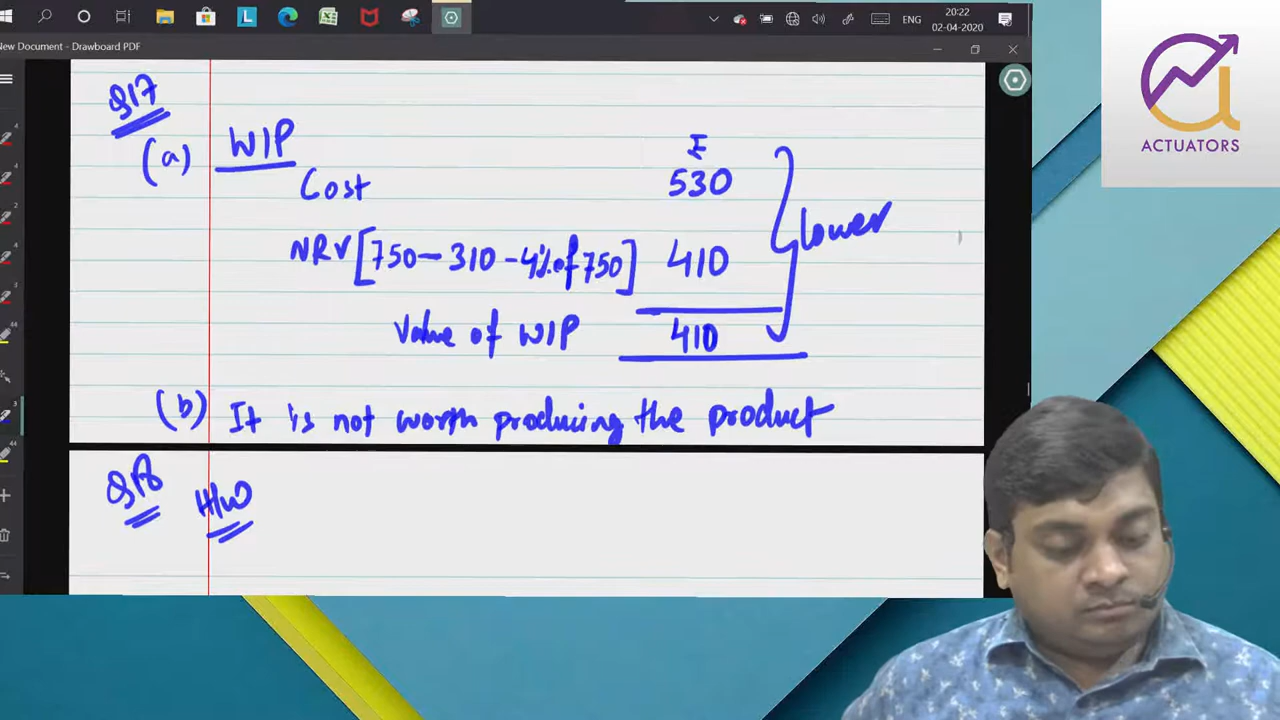 20:22
ENG
02-04-2020
New Document - Drawboard PDF
ACTUATORS
Q17
(a) WIP
₹
Cost 530
NRV [750 - 310 - 4% of 750] 410
lower
Value of WIP 410
(b) It is not worth producing the product
Q18 H/W